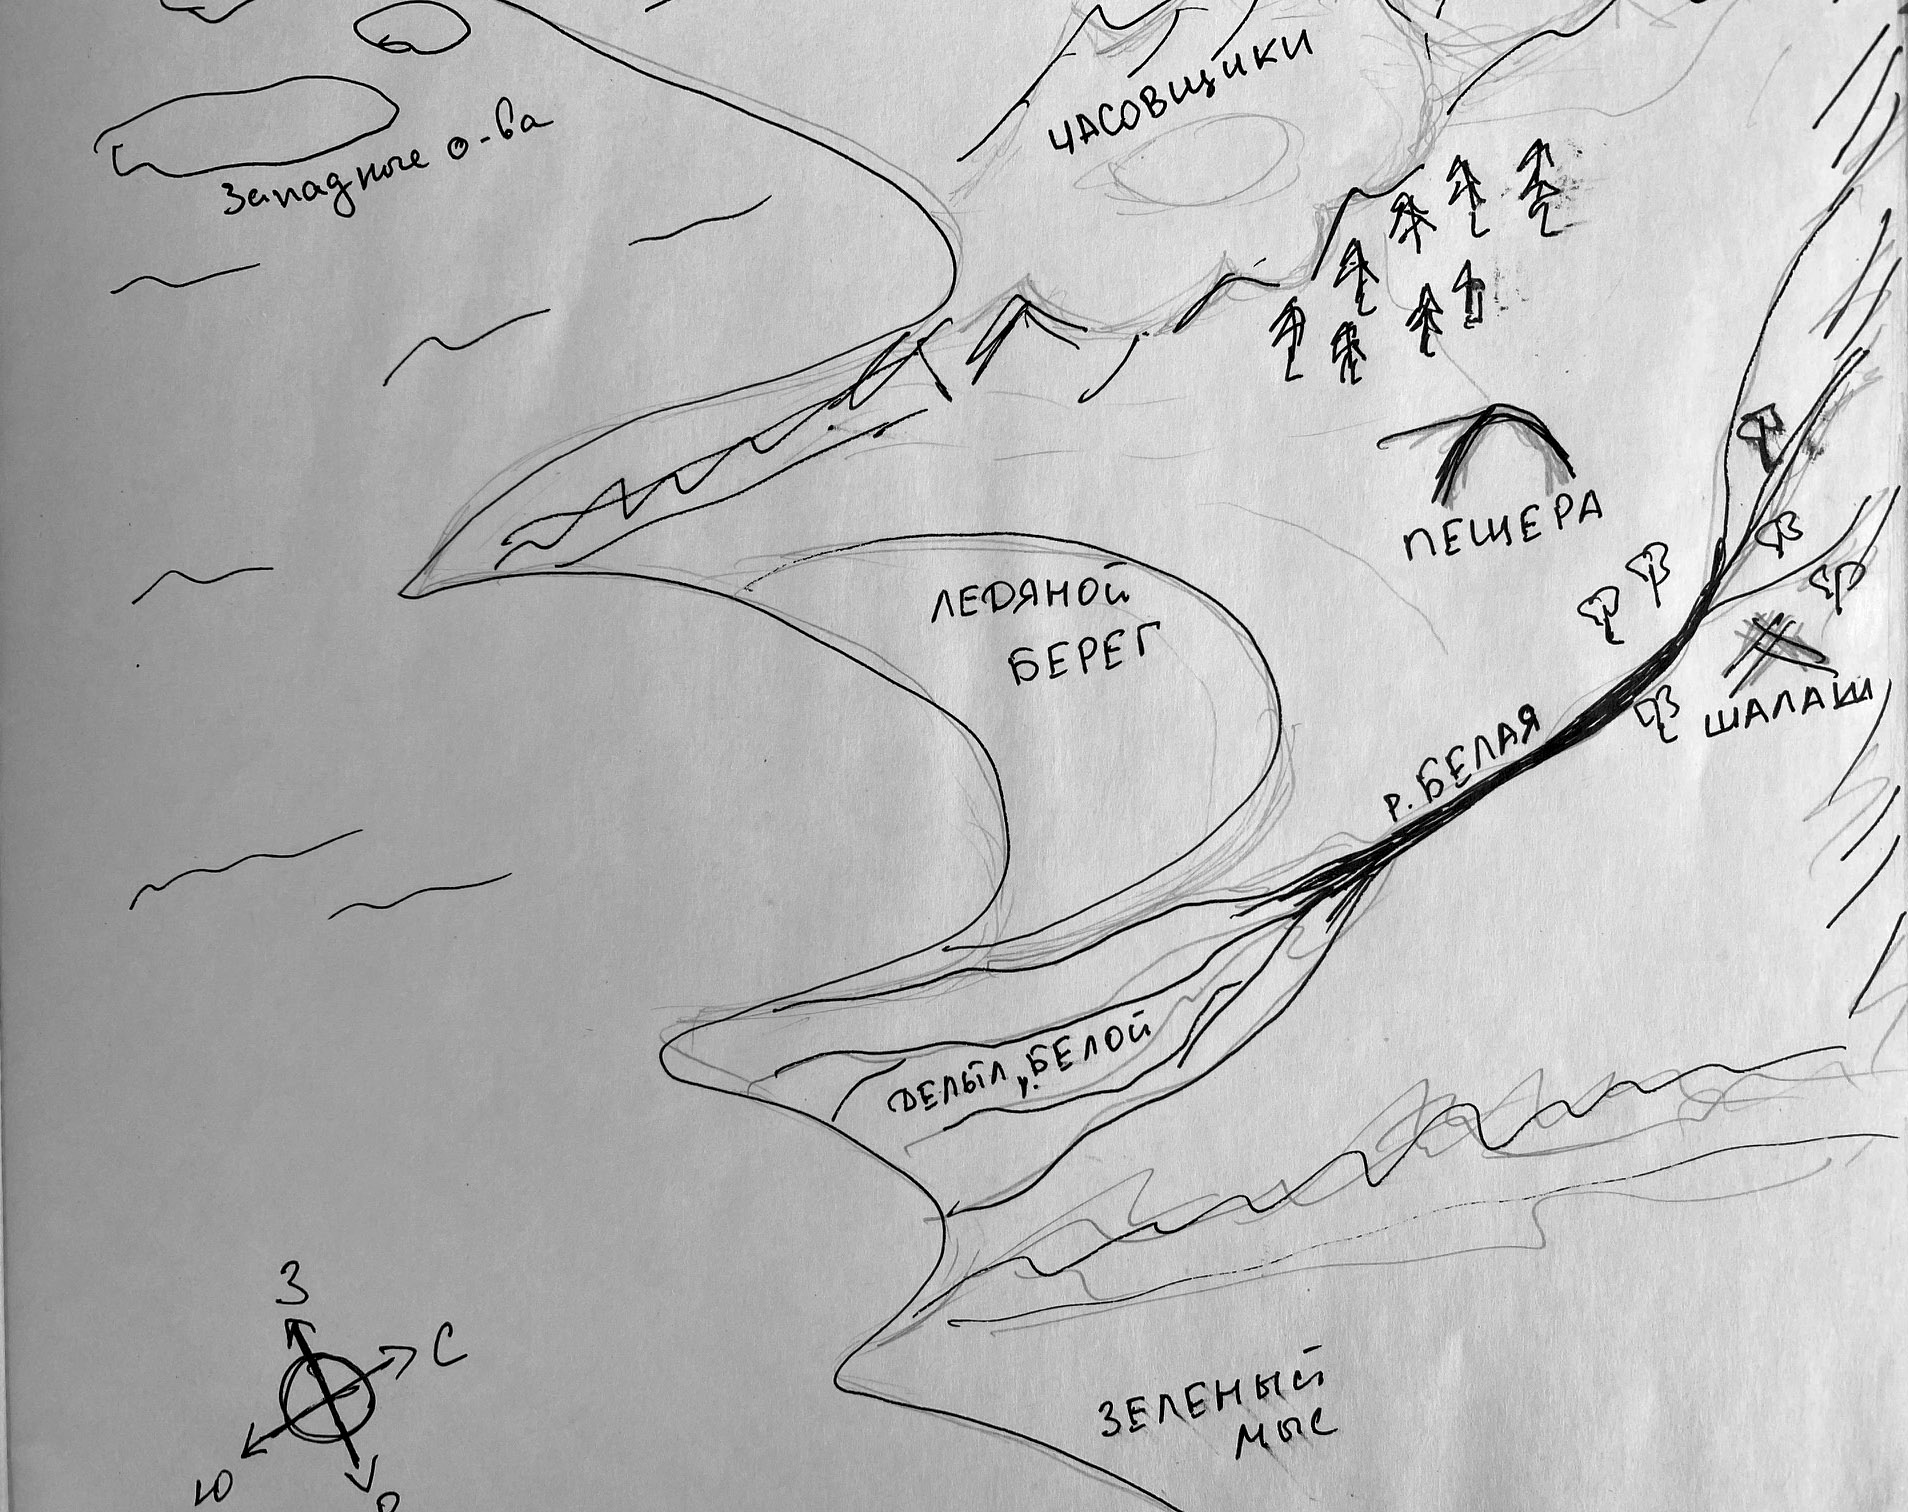 ЧАСОВЩИКИ
Западные о-ва
ПЕЩЕРА
ЛЕДЯНОЙ
БЕРЕГ
ШАЛАШ
р. БЕЛАЯ
ДЕЛЬТА р. БЕЛОЙ
З
С
Ю
ЗЕЛЕНЫЙ
МЫС